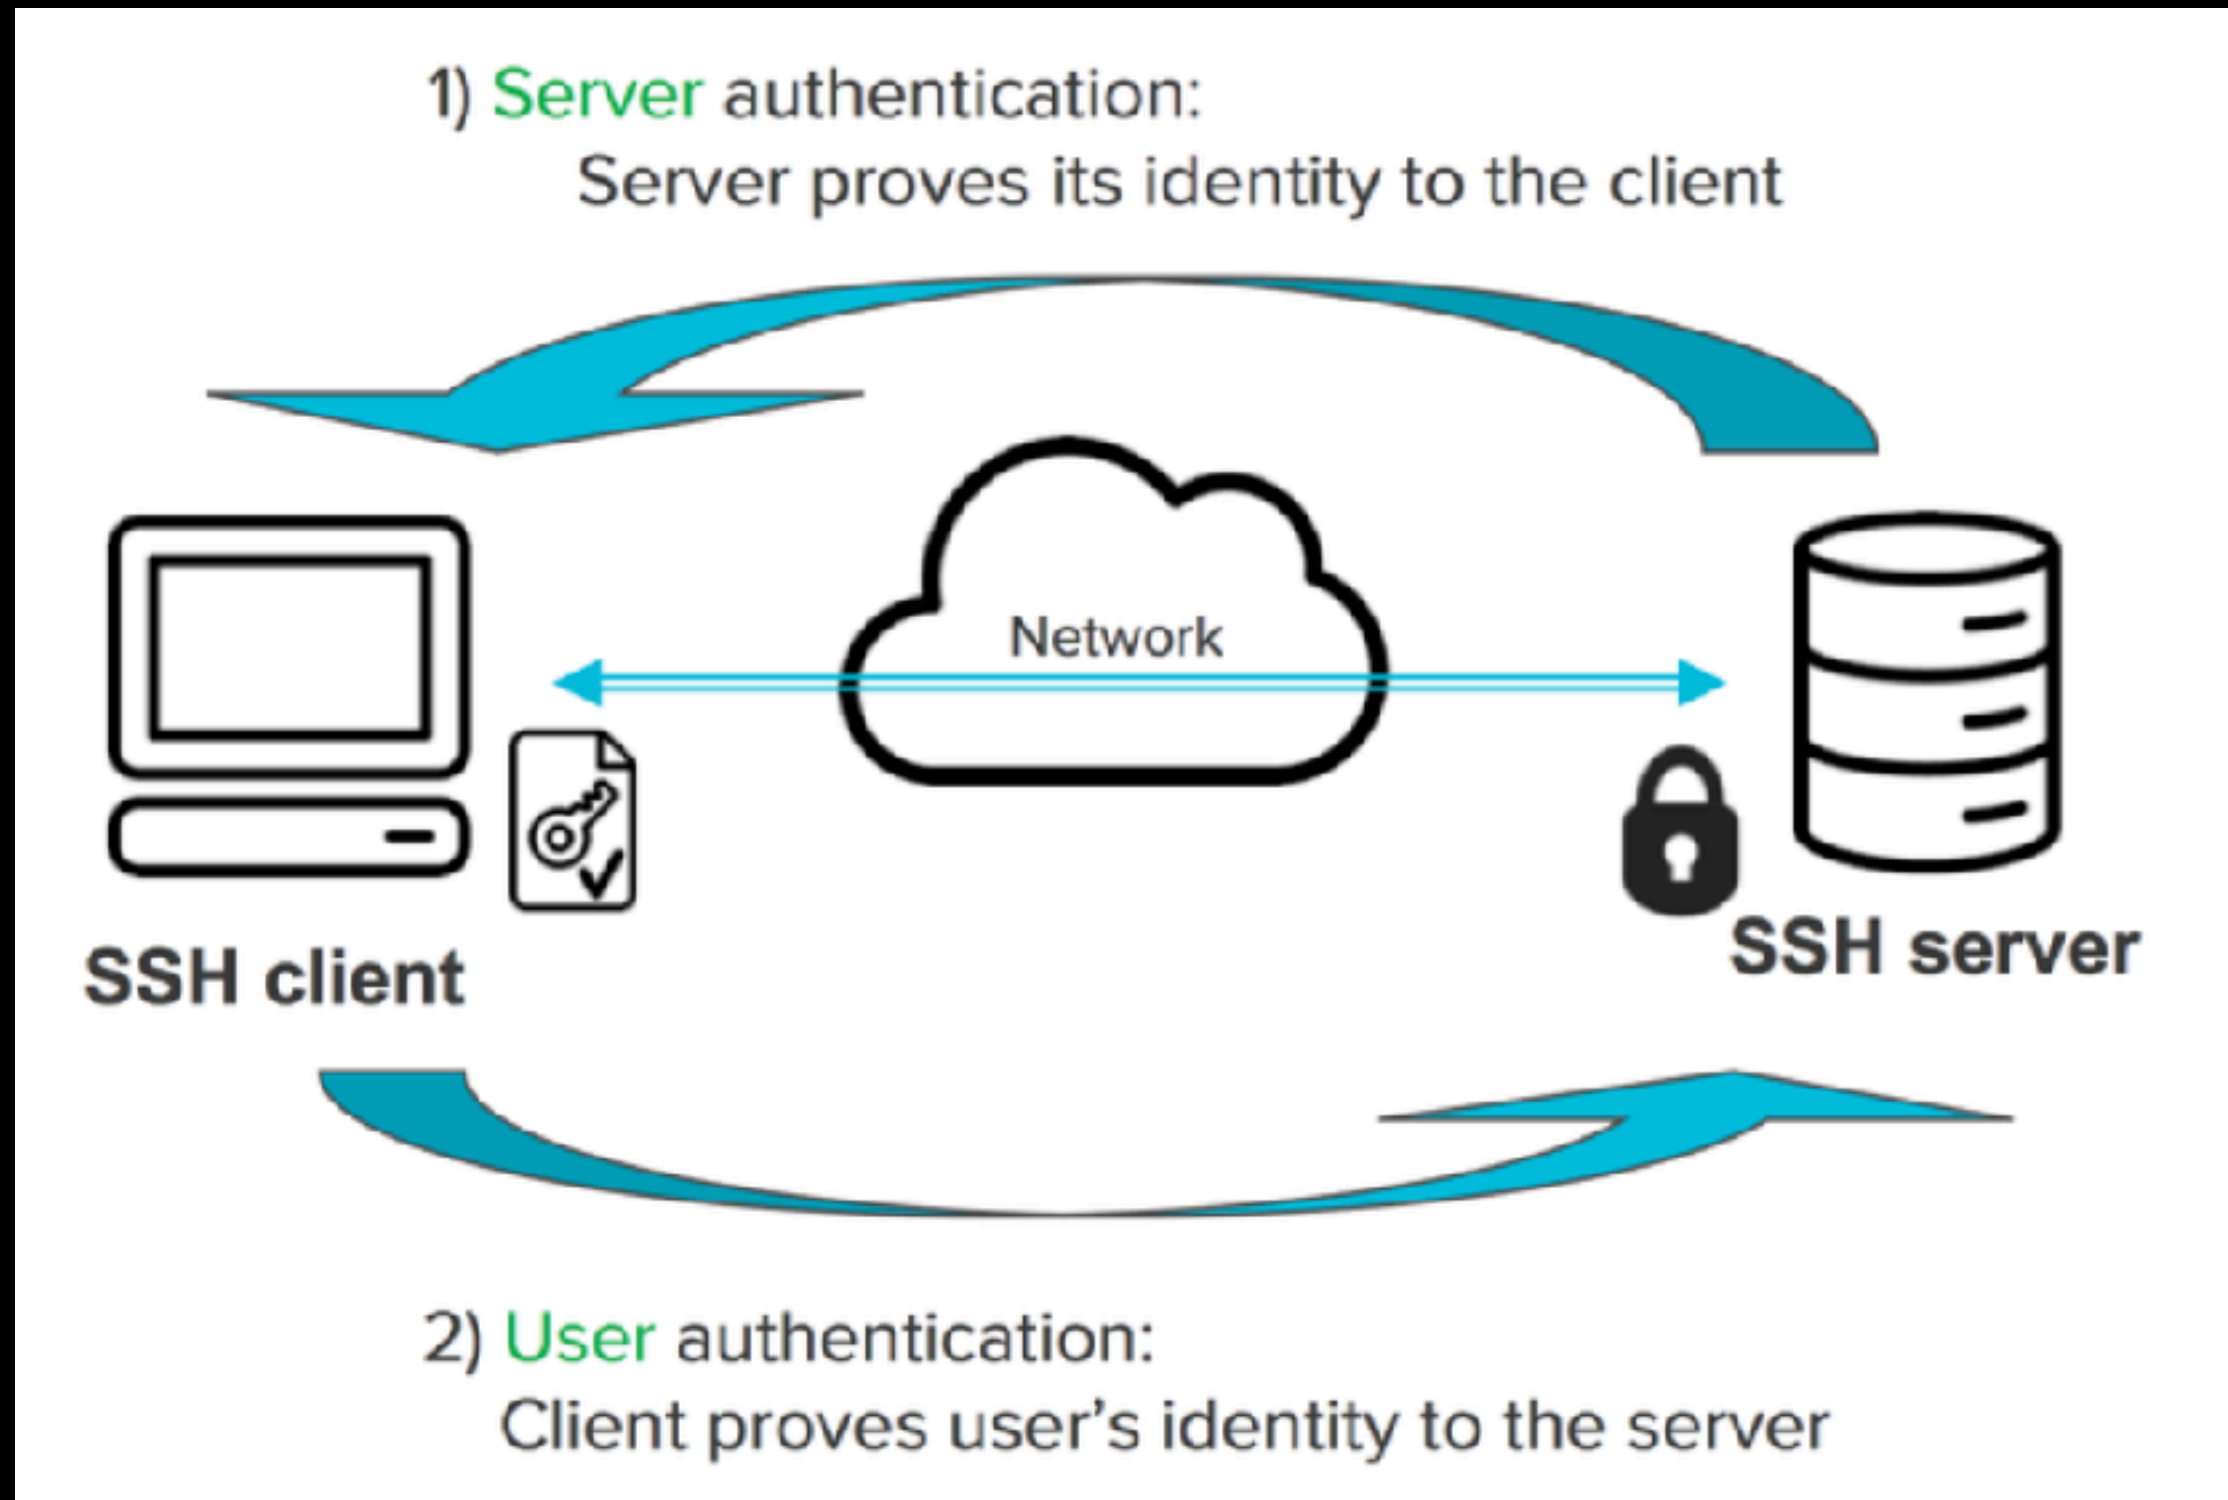 1) Server authentication:
Server proves its identity to the client
Network
SSH client
SSH server
2) User authentication:
Client proves user's identity to the server